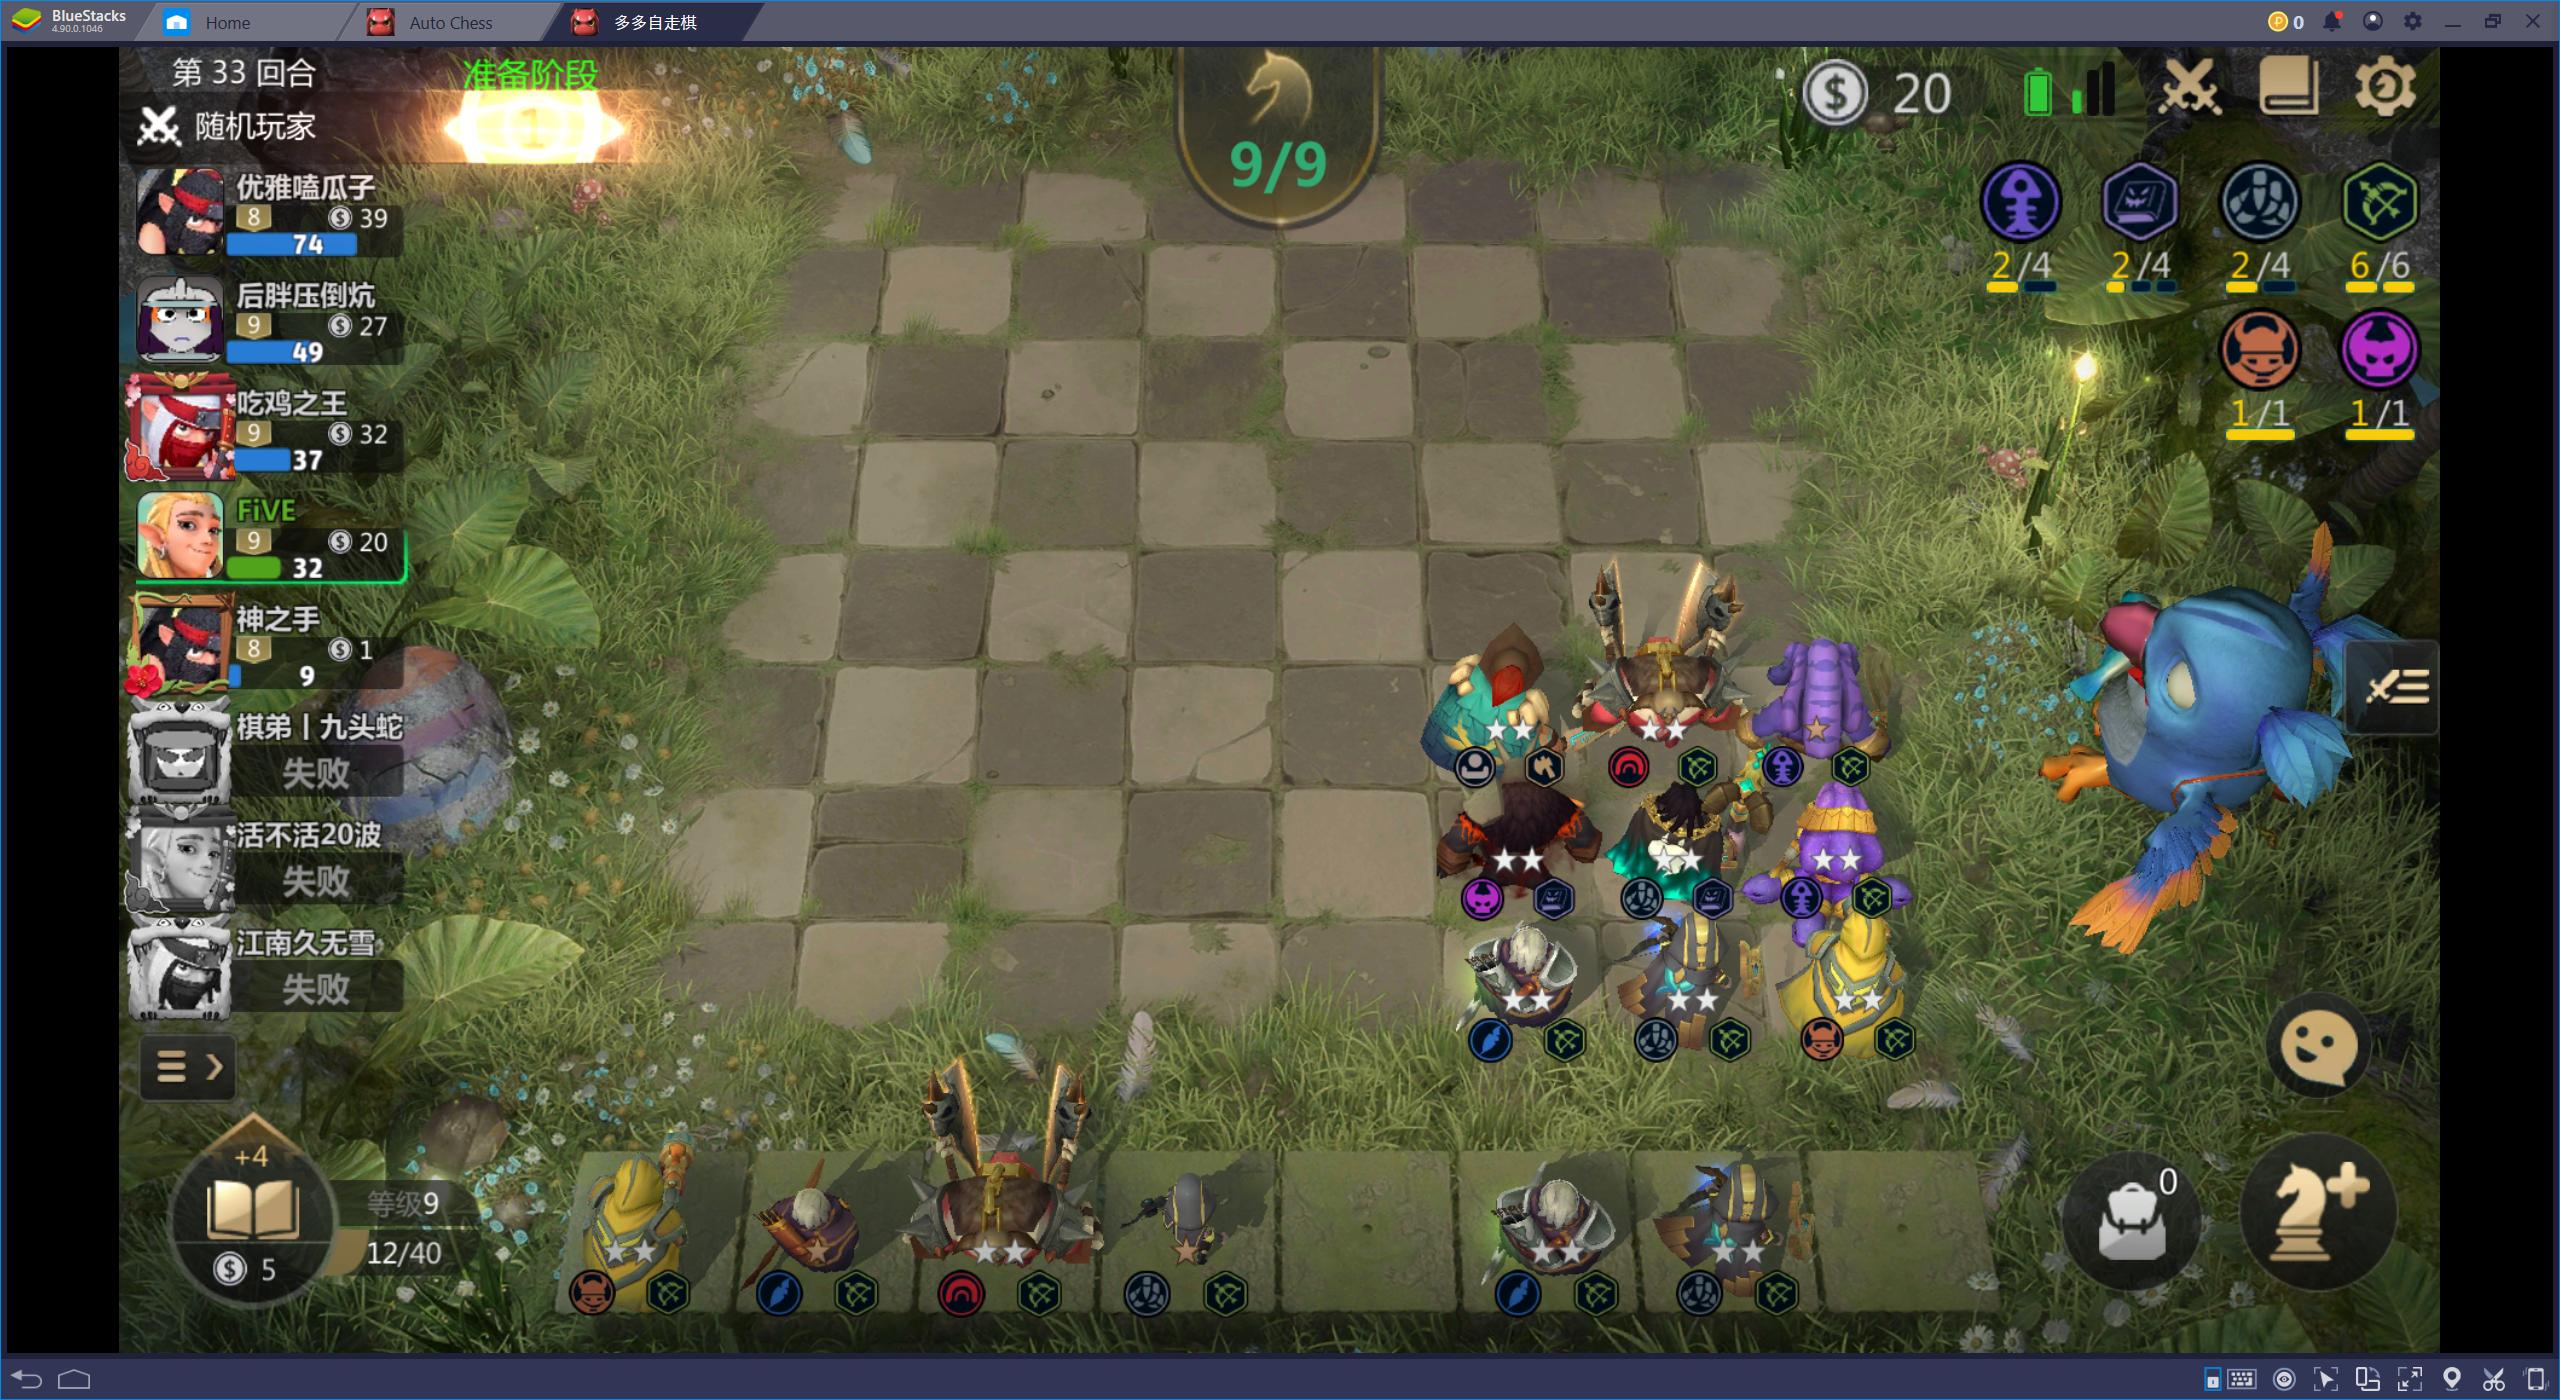 BlueStacks
4.90.0.1046
Home
Auto Chess
多多自走棋
0
第 33 回合
准备阶段
随机玩家
1
9/9
20
优雅嗑瓜子
8 39
74
后胖压倒炕
9 27
49
吃鸡之王
9 32
37
FiVE
9 20
32
神之手
8 1
9
棋弟丨九头蛇
失败
活不活20波
失败
江南久无雪
失败
2/4
2/4
2/4
6/6
1/1
1/1
+4
等级9
12/40
5
0